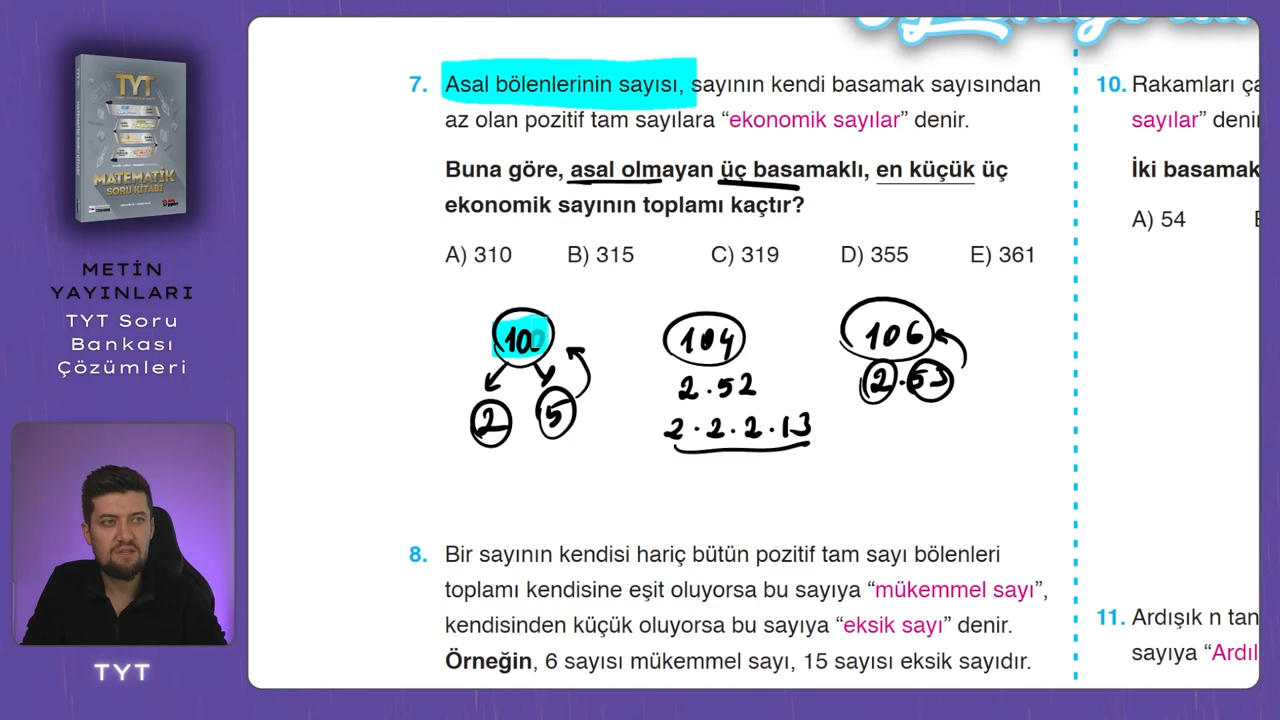 TYT
MATEMATİK
SORU KİTABI
METİN
YAYINLARI
TYT Soru
Bankası
Çözümleri
TYT
7. Asal bölenlerinin sayısı, sayının kendi basamak sayısından
az olan pozitif tam sayılara “ekonomik sayılar” denir.
Buna göre, asal olmayan üç basamaklı, en küçük üç
ekonomik sayının toplamı kaçtır?
A) 310 B) 315 C) 319 D) 355 E) 361
100 104 106
2 5 2 . 52 2 . 53
2 . 2 . 2 . 13
8. Bir sayının kendisi hariç bütün pozitif tam sayı bölenleri
toplamı kendisine eşit oluyorsa bu sayıya “mükemmel sayı”,
kendisinden küçük oluyorsa bu sayıya “eksik sayı” denir.
Örneğin, 6 sayısı mükemmel sayı, 15 sayısı eksik sayıdır.
10. Rakamları ça
sayılar” denir
İki basamak
A) 54
11. Ardışık n tan
sayıya “Ardıl